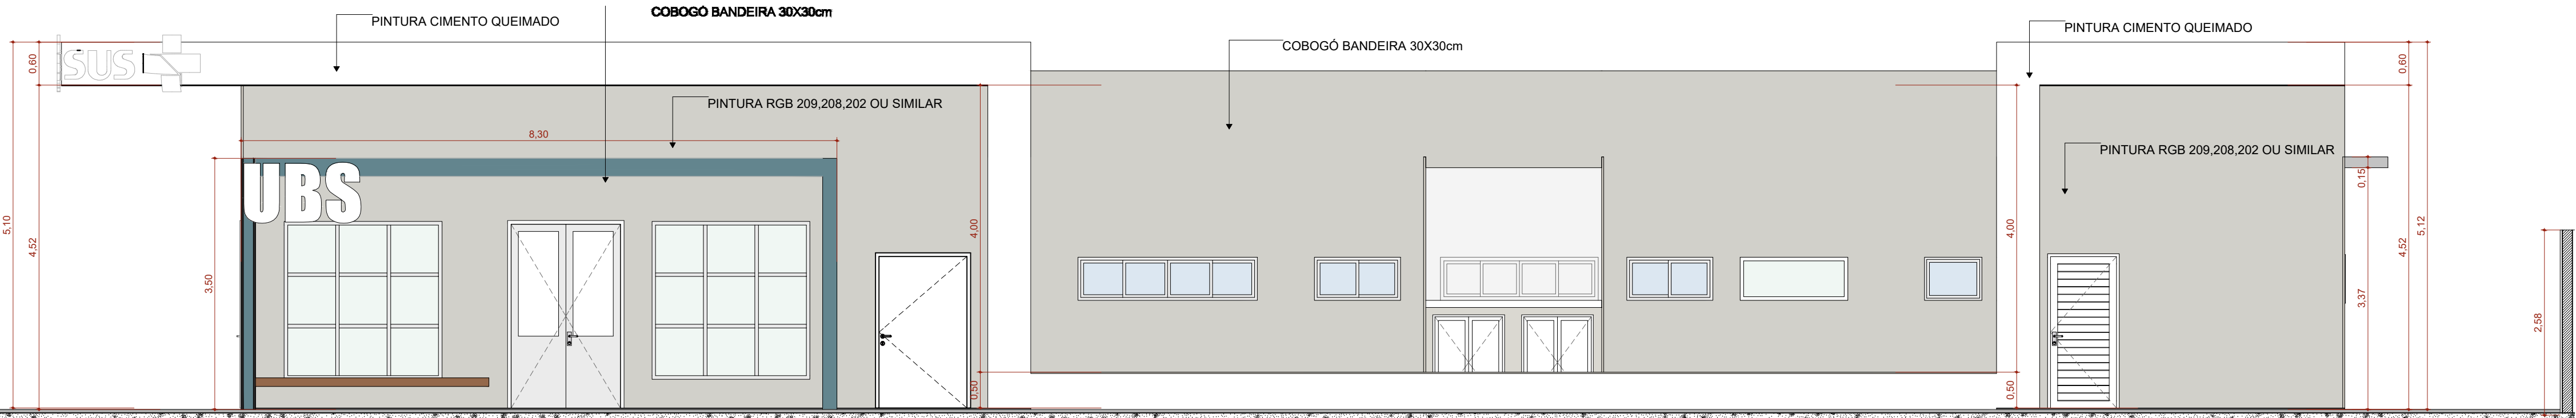 COBOGÓ BANDEIRA 30X30cm
PINTURA CIMENTO QUEIMADO
PINTURA CIMENTO QUEIMADO
COBOGÓ BANDEIRA 30X30cm
SUS
0,60
0,60
PINTURA RGB 209,208,202 OU SIMILAR
8,30
PINTURA RGB 209,208,202 OU SIMILAR
0,15
UBS
5,10
4,52
3,50
4,00
4,00
4,52
5,12
3,37
2,58
0,50
0,50